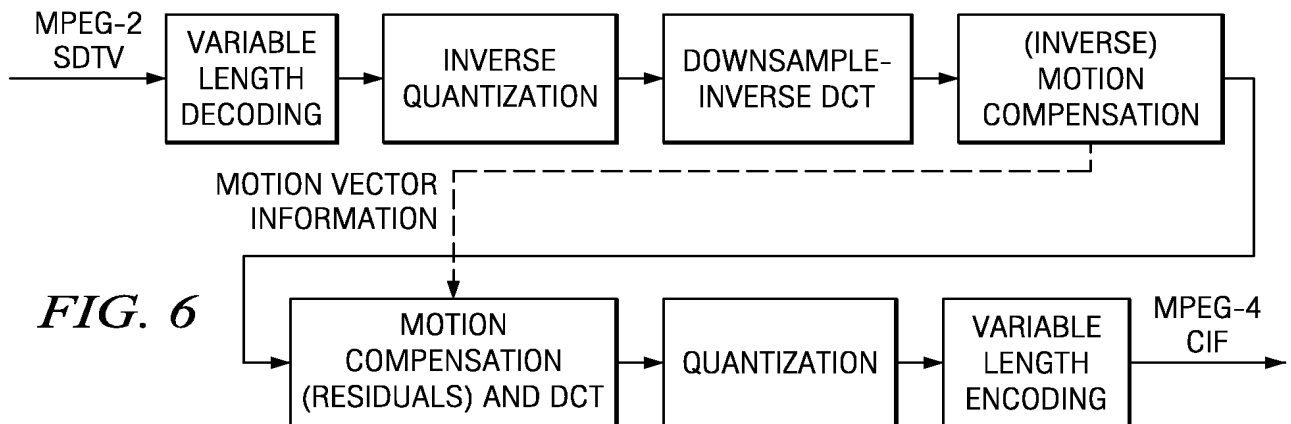 MPEG-2
SDTV
VARIABLE
LENGTH
DECODING
INVERSE
QUANTIZATION
DOWNSAMPLE-
INVERSE DCT
(INVERSE)
MOTION
COMPENSATION
MOTION VECTOR
INFORMATION
FIG. 6
MOTION
COMPENSATION
(RESIDUALS) AND DCT
QUANTIZATION
VARIABLE
LENGTH
ENCODING
MPEG-4
CIF